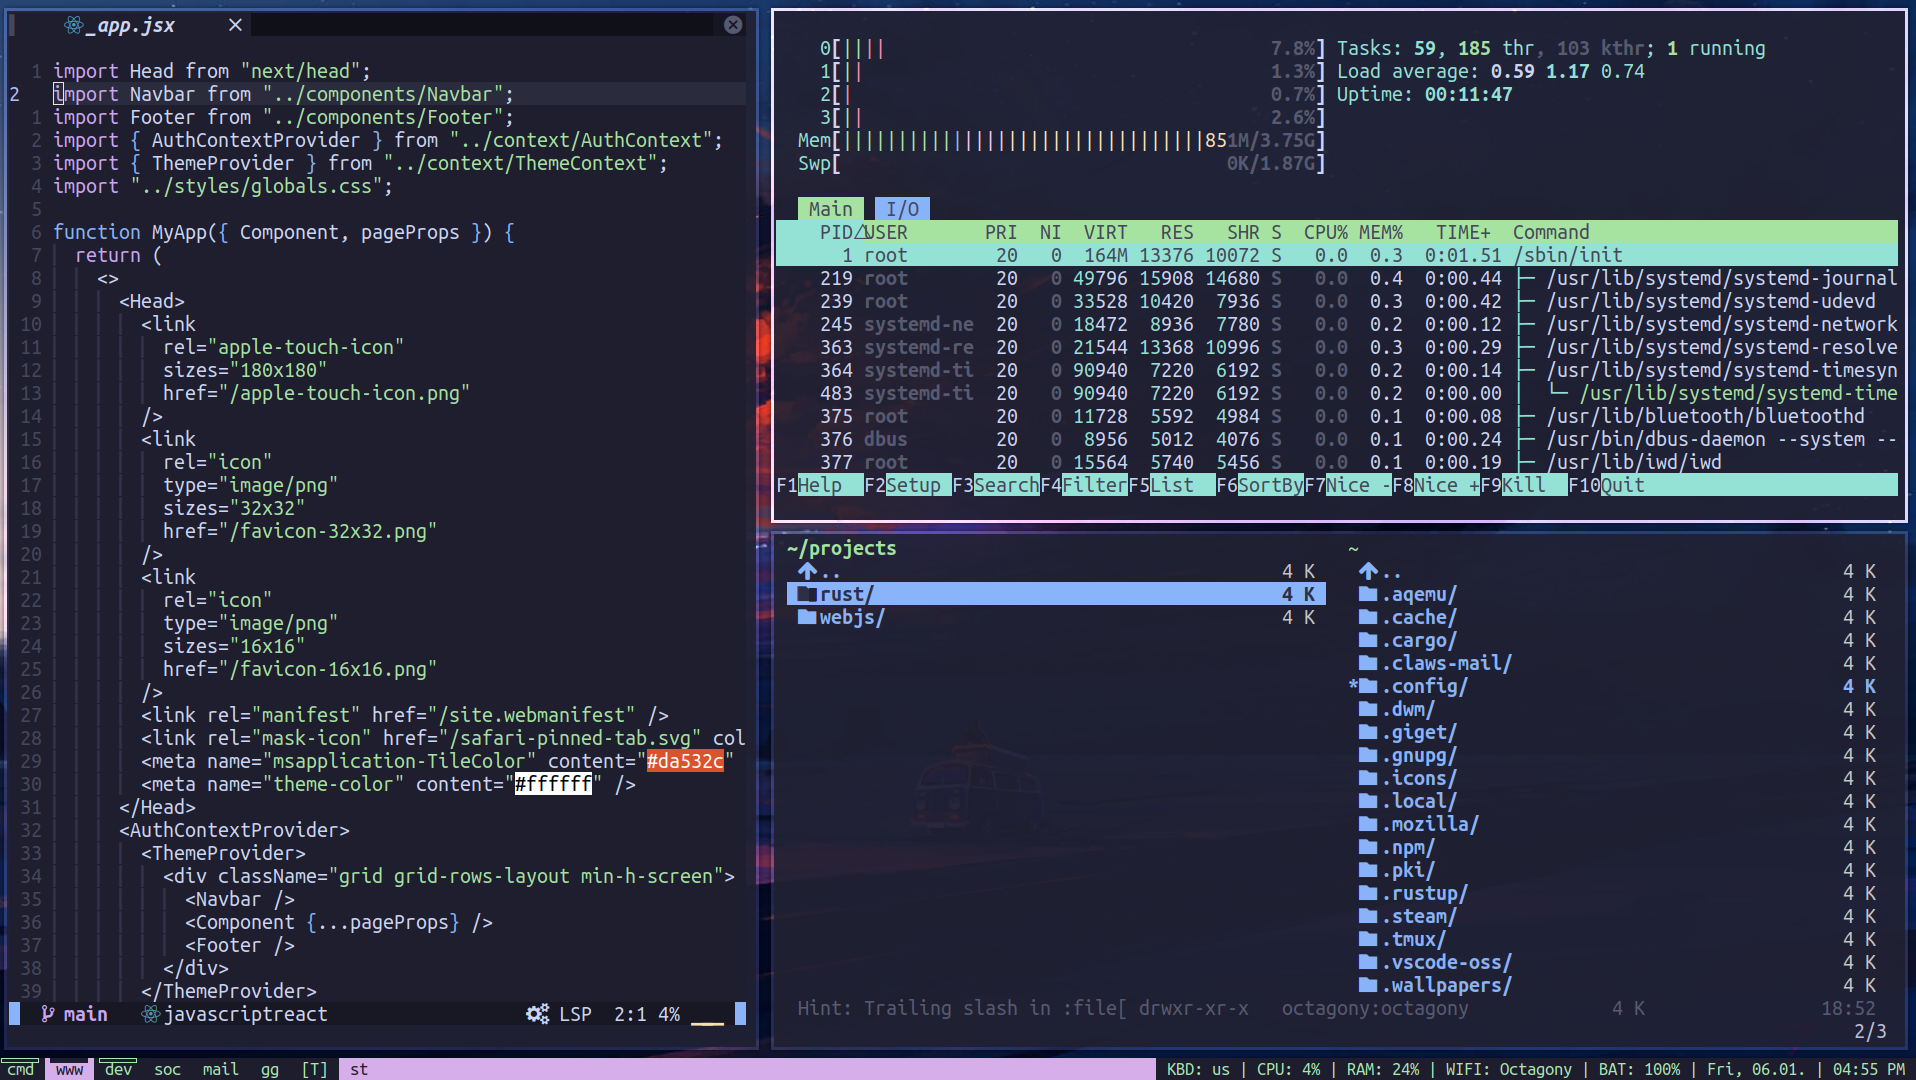 _app.jsx ×
1 import Head from "next/head";
2 import Navbar from "../components/Navbar";
1 import Footer from "../components/Footer";
2 import { AuthContextProvider } from "../context/AuthContext";
3 import { ThemeProvider } from "../context/ThemeContext";
4 import "../styles/globals.css";
5
6 function MyApp({ Component, pageProps }) {
7 return (
8 <>
9 <Head>
10 <link
11 rel="apple-touch-icon"
12 sizes="180x180"
13 href="/apple-touch-icon.png"
14 />
15 <link
16 rel="icon"
17 type="image/png"
18 sizes="32x32"
19 href="/favicon-32x32.png"
20 />
21 <link
22 rel="icon"
23 type="image/png"
24 sizes="16x16"
25 href="/favicon-16x16.png"
26 />
27 <link rel="manifest" href="/site.webmanifest" />
28 <link rel="mask-icon" href="/safari-pinned-tab.svg" col
29 <meta name="msapplication-TileColor" content="#da532c"
30 <meta name="theme-color" content="#ffffff" />
31 </Head>
32 <AuthContextProvider>
33 <ThemeProvider>
34 <div className="grid grid-rows-layout min-h-screen">
35 <Navbar />
36 <Component {...pageProps} />
37 <Footer />
38 </div>
39 </ThemeProvider>
main javascriptreact LSP 2:1 4%
0[|||| 7.8%] Tasks: 59, 185 thr, 103 kthr; 1 running
1[|| 1.3%] Load average: 0.59 1.17 0.74
2[| 0.7%] Uptime: 00:11:47
3[|| 2.6%]
Mem[|||||||||||||||||||||||||||||||||851M/3.75G]
Swp[ 0K/1.87G]
Main I/O
PID△USER PRI NI VIRT RES SHR S CPU% MEM% TIME+ Command
1 root 20 0 164M 13376 10072 S 0.0 0.3 0:01.51 /sbin/init
219 root 20 0 49796 15908 14680 S 0.0 0.4 0:00.44 ├─ /usr/lib/systemd/systemd-journal
239 root 20 0 33528 10420 7936 S 0.0 0.3 0:00.42 ├─ /usr/lib/systemd/systemd-udevd
245 systemd-ne 20 0 18472 8936 7780 S 0.0 0.2 0:00.12 ├─ /usr/lib/systemd/systemd-network
363 systemd-re 20 0 21544 13368 10996 S 0.0 0.3 0:00.29 ├─ /usr/lib/systemd/systemd-resolve
364 systemd-ti 20 0 90940 7220 6192 S 0.0 0.2 0:00.14 ├─ /usr/lib/systemd/systemd-timesyn
483 systemd-ti 20 0 90940 7220 6192 S 0.0 0.2 0:00.00 │ └─ /usr/lib/systemd/systemd-time
375 root 20 0 11728 5592 4984 S 0.0 0.1 0:00.08 ├─ /usr/lib/bluetooth/bluetoothd
376 dbus 20 0 8956 5012 4076 S 0.0 0.1 0:00.24 ├─ /usr/bin/dbus-daemon --system --
377 root 20 0 15564 5740 5456 S 0.0 0.1 0:00.19 ├─ /usr/lib/iwd/iwd
F1Help F2Setup F3SearchF4FilterF5List F6SortByF7Nice -F8Nice +F9Kill F10Quit
~/projects
.. 4 K
rust/ 4 K
webjs/ 4 K
~
.. 4 K
.aqemu/ 4 K
.cache/ 4 K
.cargo/ 4 K
.claws-mail/ 4 K
*.config/ 4 K
.dwm/ 4 K
.giget/ 4 K
.gnupg/ 4 K
.icons/ 4 K
.local/ 4 K
.mozilla/ 4 K
.npm/ 4 K
.pki/ 4 K
.rustup/ 4 K
.steam/ 4 K
.tmux/ 4 K
.vscode-oss/ 4 K
.wallpapers/ 4 K
Hint: Trailing slash in :file[ drwxr-xr-x octagony:octagony 4 K 18:52
2/3
cmd www dev soc mail gg [T] st KBD: us | CPU: 4% | RAM: 24% | WIFI: Octagony | BAT: 100% | Fri, 06.01. | 04:55 PM